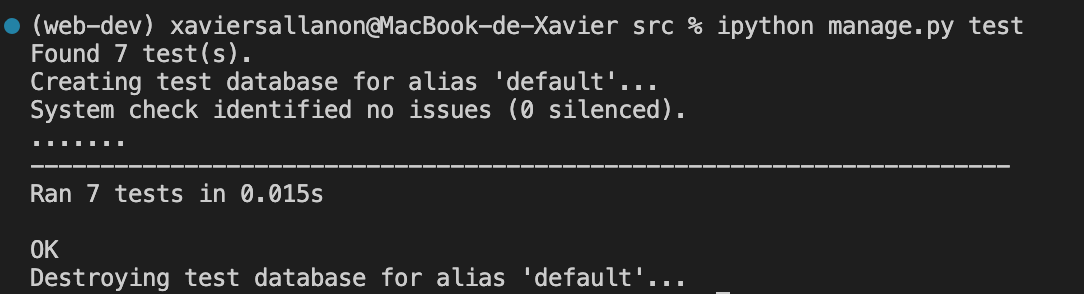 (web-dev) xaviersallanon@MacBook-de-Xavier src % ipython manage.py test
Found 7 test(s).
Creating test database for alias 'default'...
System check identified no issues (0 silenced).
.......
----------------------------------------------------------------------
Ran 7 tests in 0.015s

OK
Destroying test database for alias 'default'...